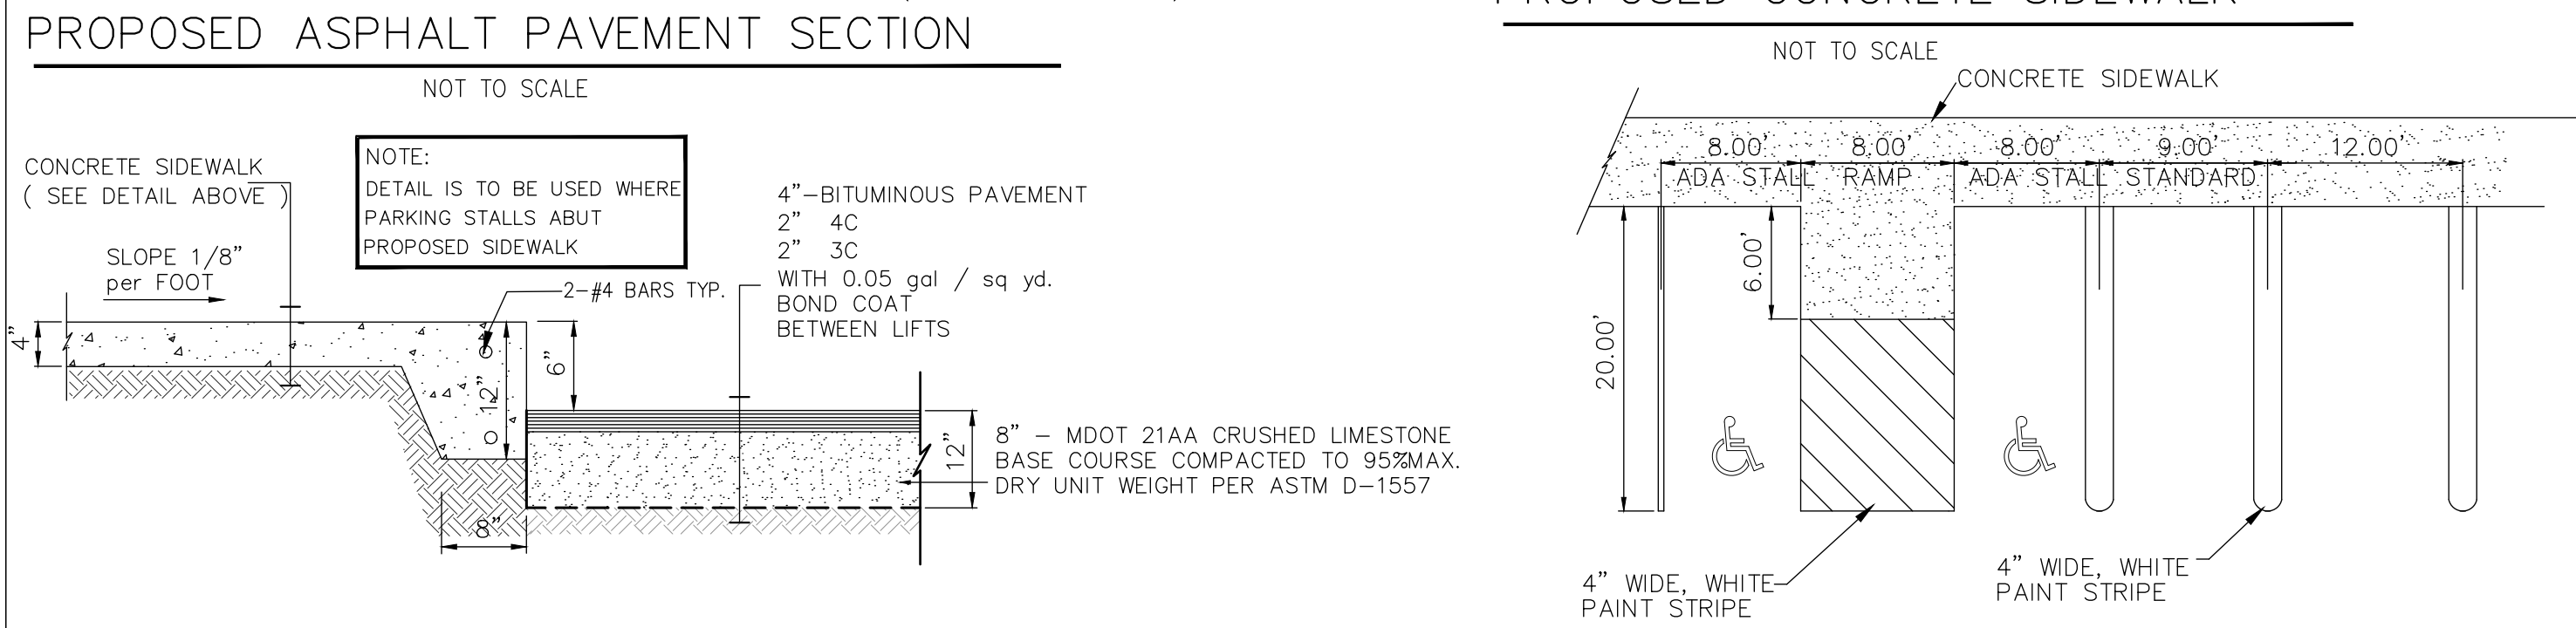 PROPOSED ASPHALT PAVEMENT SECTION
NOT TO SCALE
CONCRETE SIDEWALK
( SEE DETAIL ABOVE )
NOTE:
DETAIL IS TO BE USED WHERE
PARKING STALLS ABUT
PROPOSED SIDEWALK
SLOPE 1/8"
per FOOT
4"-BITUMINOUS PAVEMENT
2" 4C
2" 3C
WITH 0.05 gal / sq yd.
BOND COAT
BETWEEN LIFTS
2-#4 BARS TYP.
4"
6"
12"
8"
12"
8" - MDOT 21AA CRUSHED LIMESTONE
BASE COURSE COMPACTED TO 95%MAX.
DRY UNIT WEIGHT PER ASTM D-1557
PROPOSED CONCRETE SIDEWALK
NOT TO SCALE
CONCRETE SIDEWALK
8.00' 8.00' 8.00' 9.00' 12.00'
ADA STALL RAMP ADA STALL STANDARD
6.00'
20.00'
4" WIDE, WHITE
PAINT STRIPE
4" WIDE, WHITE
PAINT STRIPE